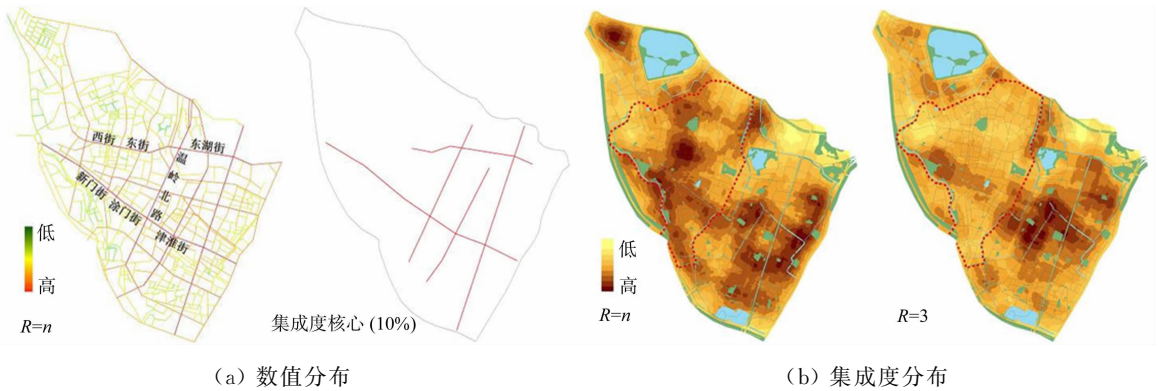 西街
东街
东湖街
温岭北路
新门街
涂门街
津淮街
低
高
R=n
集成度核心 (10%)
低
高
R=n
R=3
(a) 数值分布
(b) 集成度分布